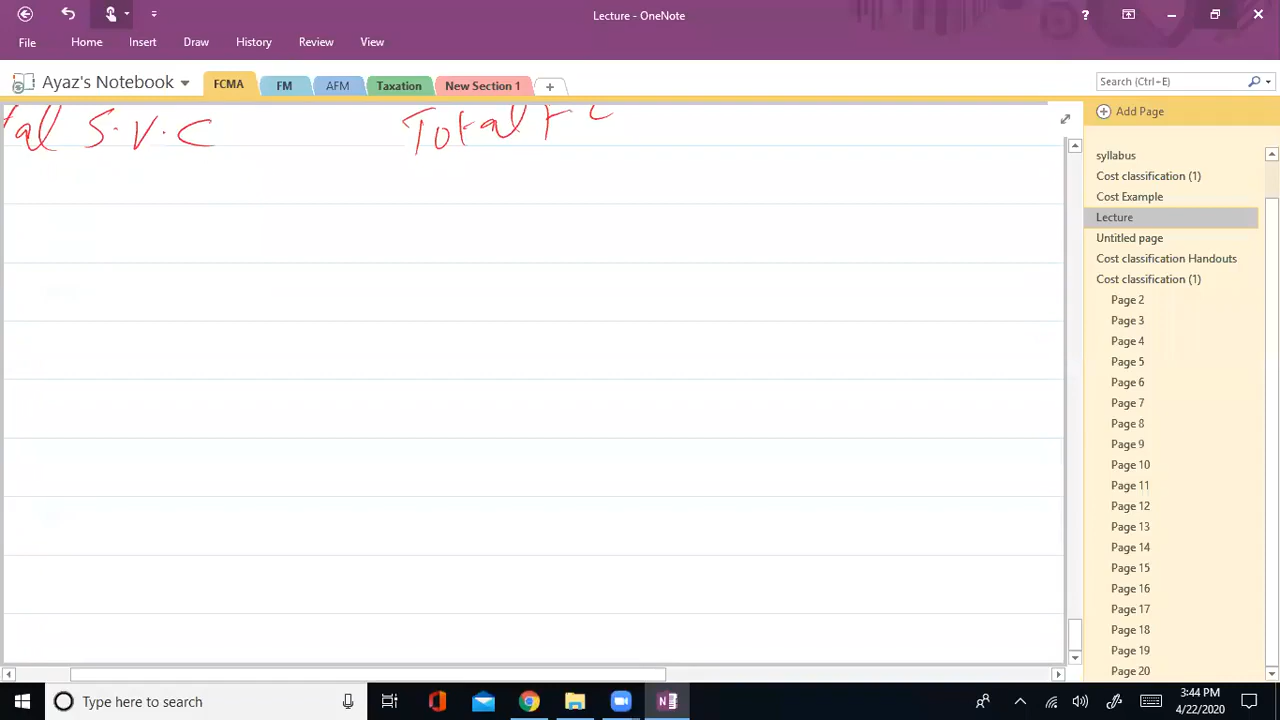 Lecture - OneNote
File Home Insert Draw History Review View
Ayaz's Notebook FCMA FM AFM Taxation New Section 1
Search (Ctrl+E)
S.V.C Total F C
Add Page
syllabus
Cost classification (1)
Cost Example
Lecture
Untitled page
Cost classification Handouts
Cost classification (1)
Page 2
Page 3
Page 4
Page 5
Page 6
Page 7
Page 8
Page 9
Page 10
Page 11
Page 12
Page 13
Page 14
Page 15
Page 16
Page 17
Page 18
Page 19
Page 20
Type here to search
3:44 PM
4/22/2020